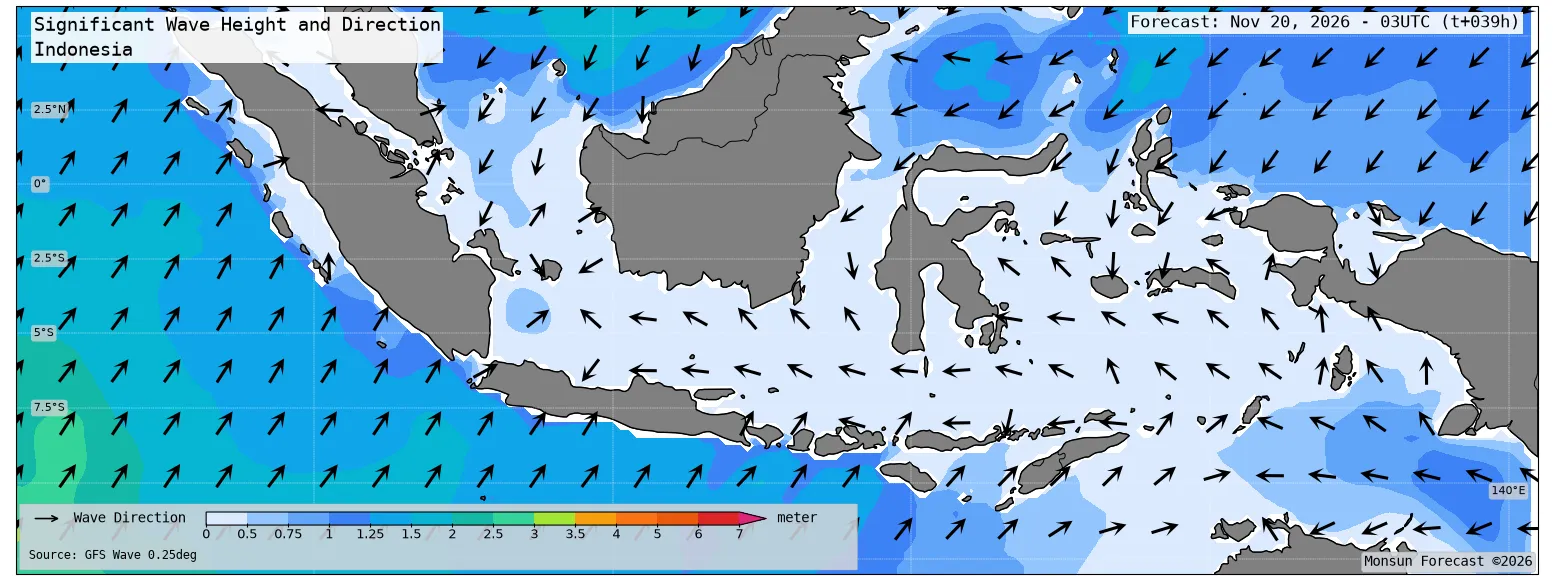 Significant Wave Height and Direction
Indonesia
Forecast: Nov 20, 2026 - 03UTC (t+039h)
2.5°N
0°
2.5°S
5°S
7.5°S
140°E
Wave Direction
0 0.5 0.75 1 1.25 1.5 2 2.5 3 3.5 4 5 6 7
meter
Source: GFS Wave 0.25deg
Monsun Forecast ©2026